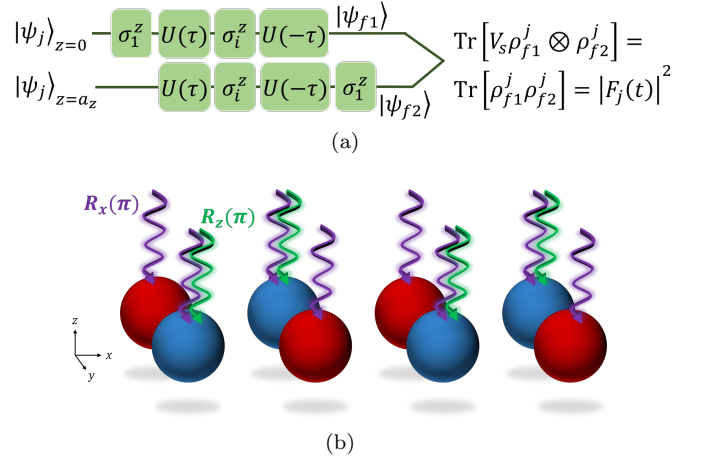 |ψ_j⟩_{z=0} σ_1^z U(τ) σ_i^z U(−τ) |ψ_{f1}⟩
|ψ_j⟩_{z=a_z} U(τ) σ_i^z U(−τ) σ_1^z |ψ_{f2}⟩
Tr[V_s ρ_{f1}^j ⊗ ρ_{f2}^j] =
Tr[ρ_{f1}^j ρ_{f2}^j] = |F_j(t)|^2
(a)
R_x(π) R_z(π)
z
x
y
(b)